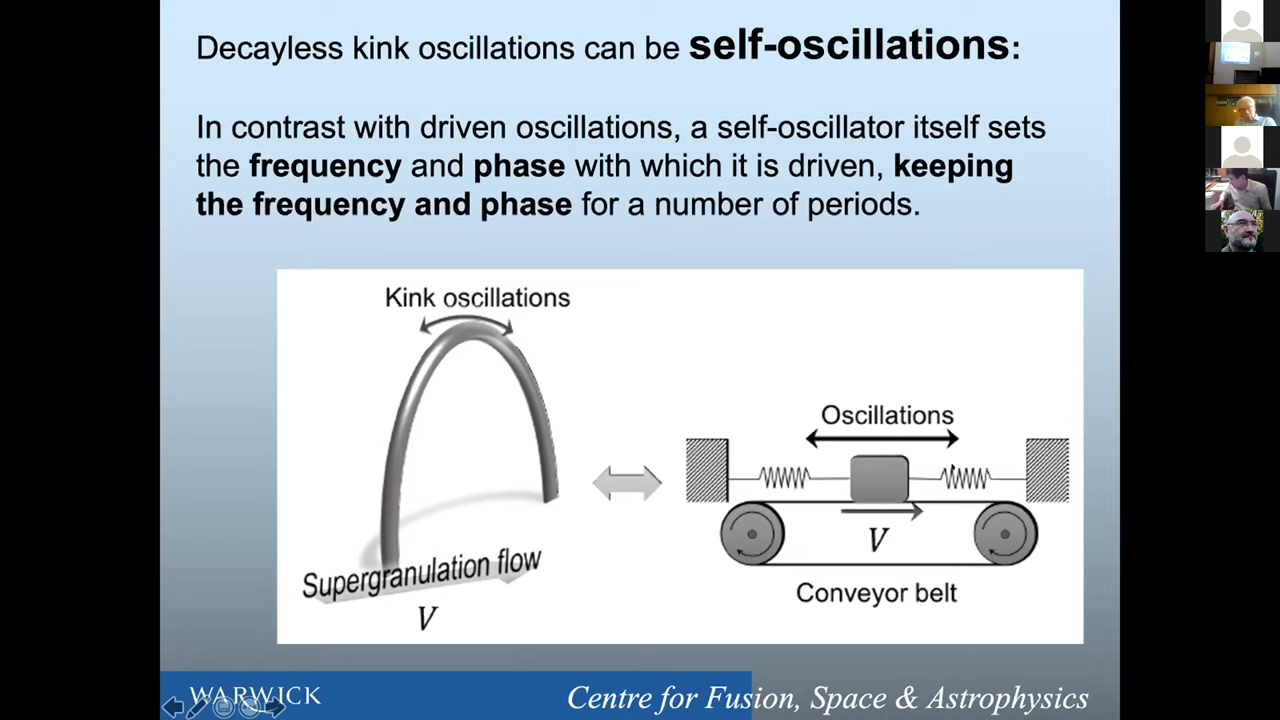 Decayless kink oscillations can be self-oscillations:
In contrast with driven oscillations, a self-oscillator itself sets
the frequency and phase with which it is driven, keeping
the frequency and phase for a number of periods.
Kink oscillations
Oscillations
V
Supergranulation flow
V
Conveyor belt
WARWICK
Centre for Fusion, Space & Astrophysics